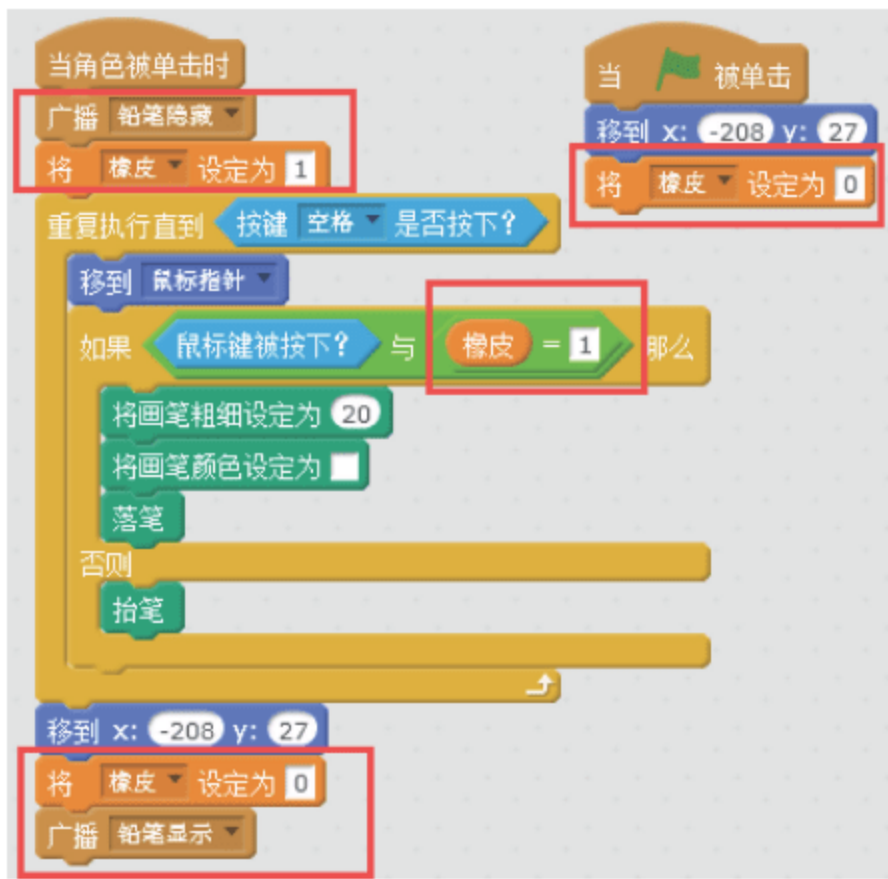 当角色被单击时
广播 铅笔隐藏
将 橡皮 设定为 1
重复执行直到 按键 空格 是否按下?
移到 鼠标指针
如果 鼠标键被按下? 与 橡皮 = 1 那么
将画笔粗细设定为 20
将画笔颜色设定为
落笔
否则
抬笔
移到 x: -208 y: 27
将 橡皮 设定为 0
广播 铅笔显示
当 被单击
移到 x: -208 y: 27
将 橡皮 设定为 0